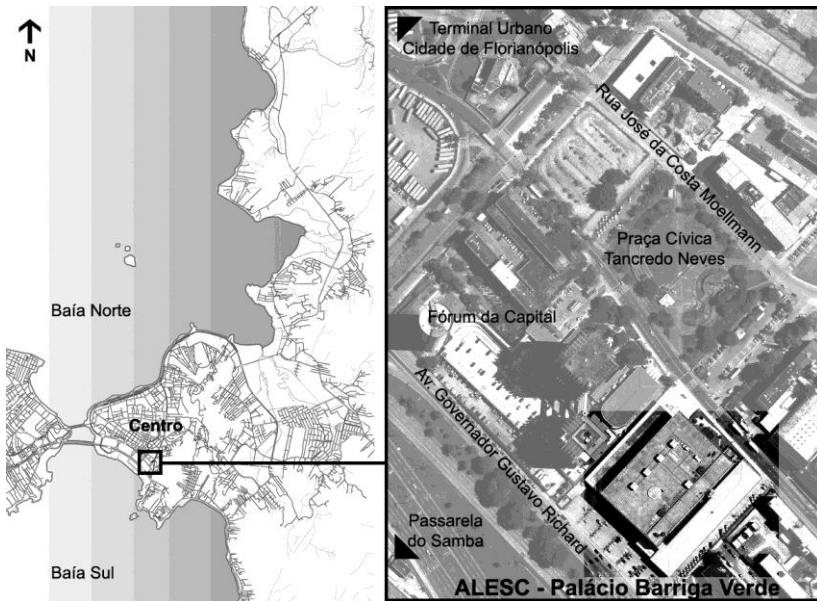 N
Baía Norte
Centro
Baía Sul
Terminal Urbano
Cidade de Florianópolis
Rua José da Costa Moellmann
Praça Cívica
Tancredo Neves
Fórum da Capital
Av. Governador Gustavo Richard
Passarela
do Samba
ALESC - Palácio Barriga Verde